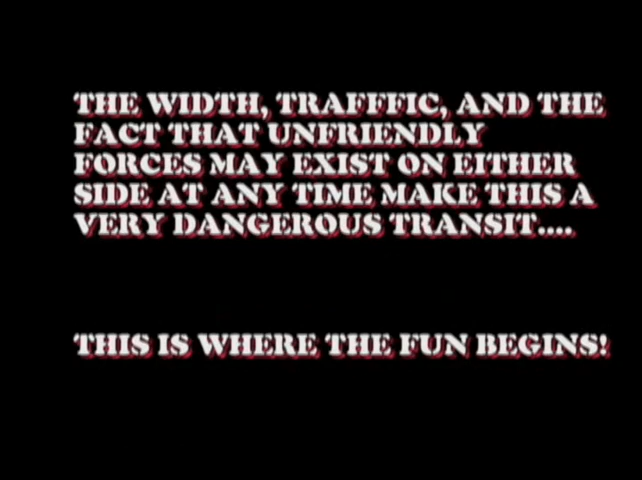 THE WIDTH, TRAFFFIC, AND THE
FACT THAT UNFRIENDLY
FORCES MAY EXIST ON EITHER
SIDE AT ANY TIME MAKE THIS A
VERY DANGEROUS TRANSIT....
THIS IS WHERE THE FUN BEGINS!